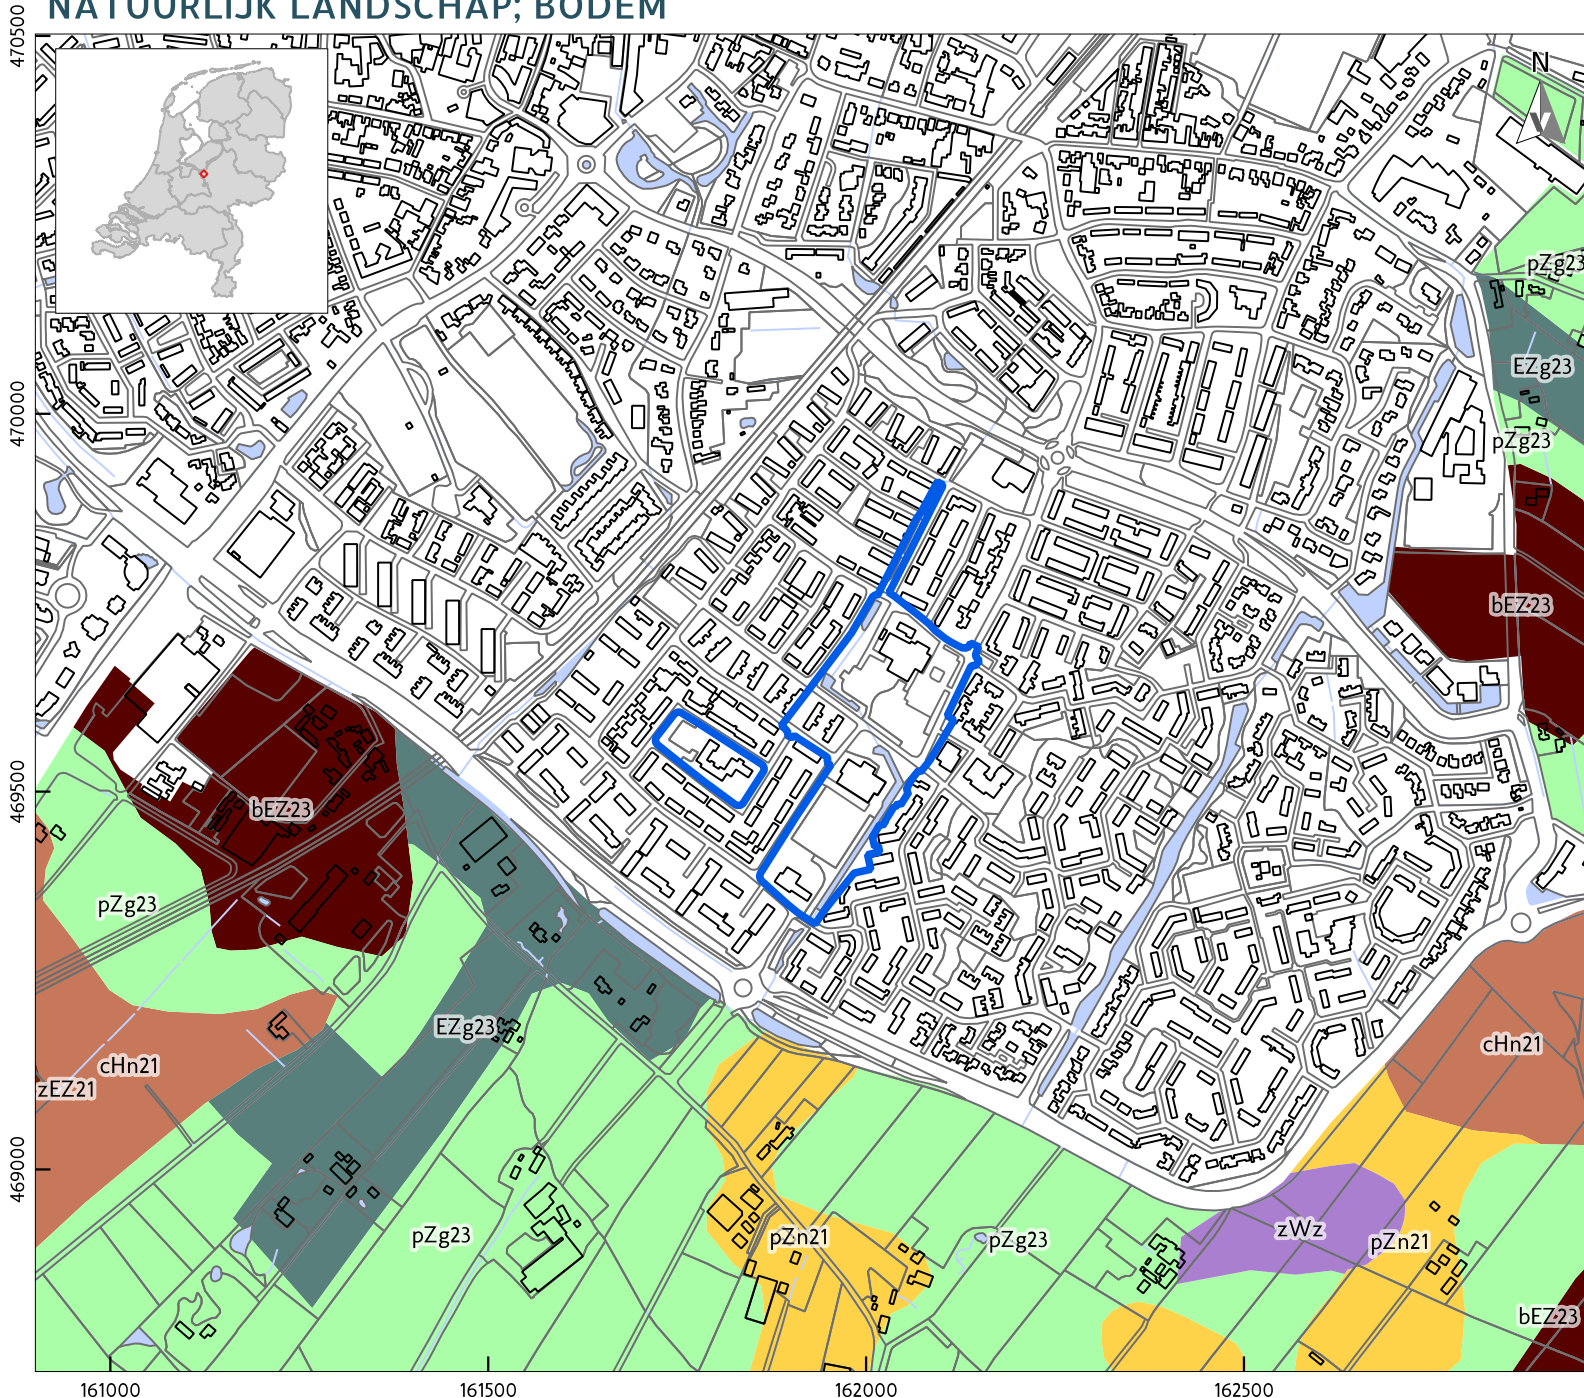 NATUURLIJK LANDSCHAP; BODEM
470500
N
pZg23
EZg23
470000
pZg23
bEZ23
469500
bEZ23
pZg23
EZg23
cHn21
cHn21
zEZ21
469000
pZg23
pZn21
pZg23
zWz
pZn21
bEZ23
161000
161500
162000
162500